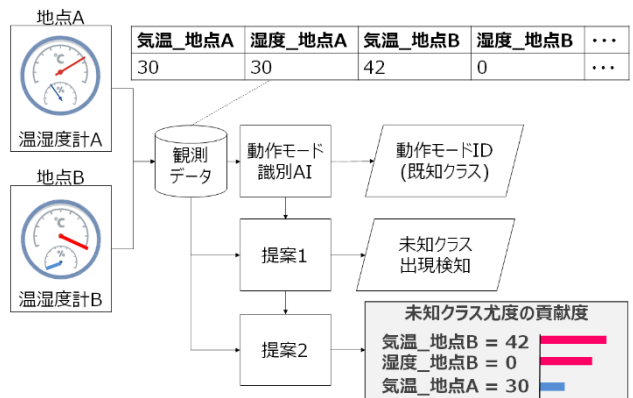 地点A
℃
%
温湿度計A
地点B
℃
%
温湿度計B
気温_地点A 湿度_地点A 気温_地点B 湿度_地点B ・・・
30 30 42 0 ・・・
観測
データ
動作モード
識別AI
動作モードID
(既知クラス)
提案1
未知クラス
出現検知
提案2
未知クラス尤度の貢献度
気温_地点B = 42
湿度_地点B = 0
気温_地点A = 30